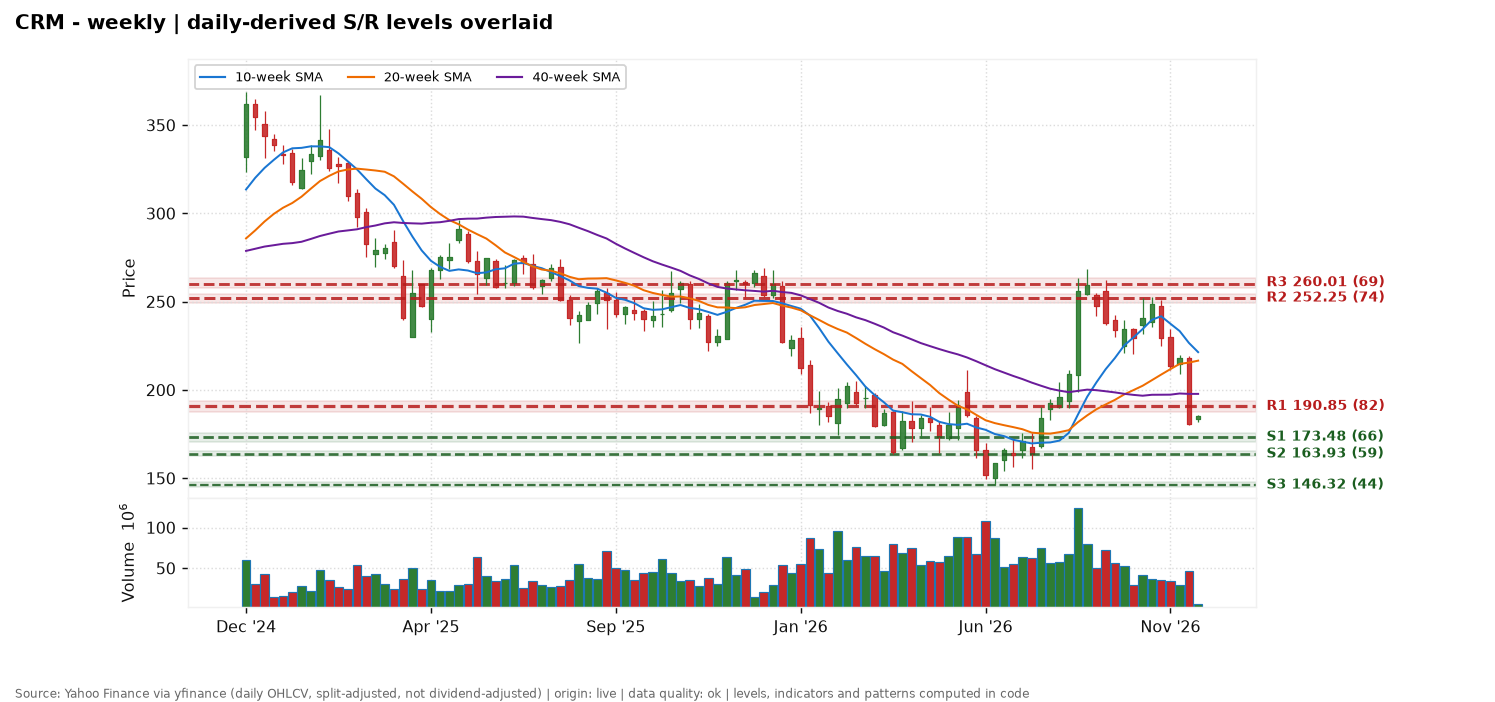 CRM - weekly | daily-derived S/R levels overlaid
10-week SMA
20-week SMA
40-week SMA
Price
350
300
250
200
150
R3 260.01 (69)
R2 252.25 (74)
R1 190.85 (82)
S1 173.48 (66)
S2 163.93 (59)
S3 146.32 (44)
Volume 10⁶
100
50
Dec '24
Apr '25
Sep '25
Jan '26
Jun '26
Nov '26
Source: Yahoo Finance via yfinance (daily OHLCV, split-adjusted, not dividend-adjusted) | origin: live | data quality: ok | levels, indicators and patterns computed in code